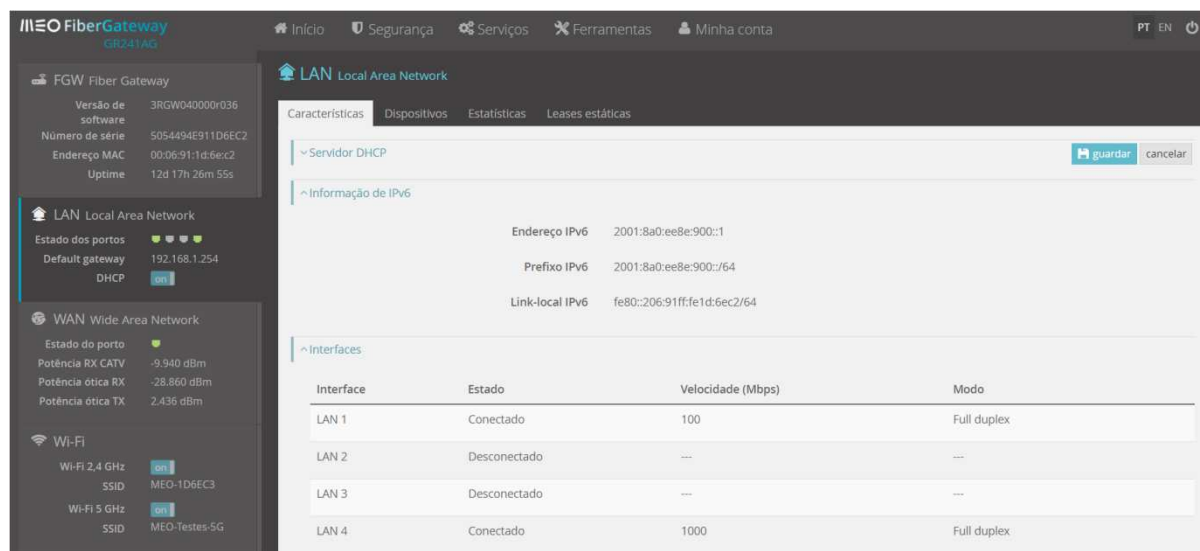 MEO FiberGateway
GR241AG
Início Segurança Serviços Ferramentas Minha conta PT EN
FGW Fiber Gateway
Versão de software 3RGW040000r036
Número de série 5054494E911D6EC2
Endereço MAC 00:06:91:1d:6e:c2
Uptime 12d 17h 26m 55s
LAN Local Area Network
Estado dos portos
Default gateway 192.168.1.254
DHCP on
WAN Wide Area Network
Estado do porto
Potência RX CATV -9.940 dBm
Potência ótica RX -28.860 dBm
Potência ótica TX 2.436 dBm
Wi-Fi
Wi-Fi 2,4 GHz on
SSID MEO-1D6EC3
Wi-Fi 5 GHz on
SSID MEO-Testes-5G
LAN Local Area Network
Características Dispositivos Estatísticas Leases estáticas
Servidor DHCP guardar cancelar
Informação de IPv6
Endereço IPv6 2001:8a0:ee8e:900::1
Prefixo IPv6 2001:8a0:ee8e:900::/64
Link-local IPv6 fe80::206:91ff:fe1d:6ec2/64
Interfaces
Interface Estado Velocidade (Mbps) Modo
LAN 1 Conectado 100 Full duplex
LAN 2 Desconectado --- ---
LAN 3 Desconectado --- ---
LAN 4 Conectado 1000 Full duplex